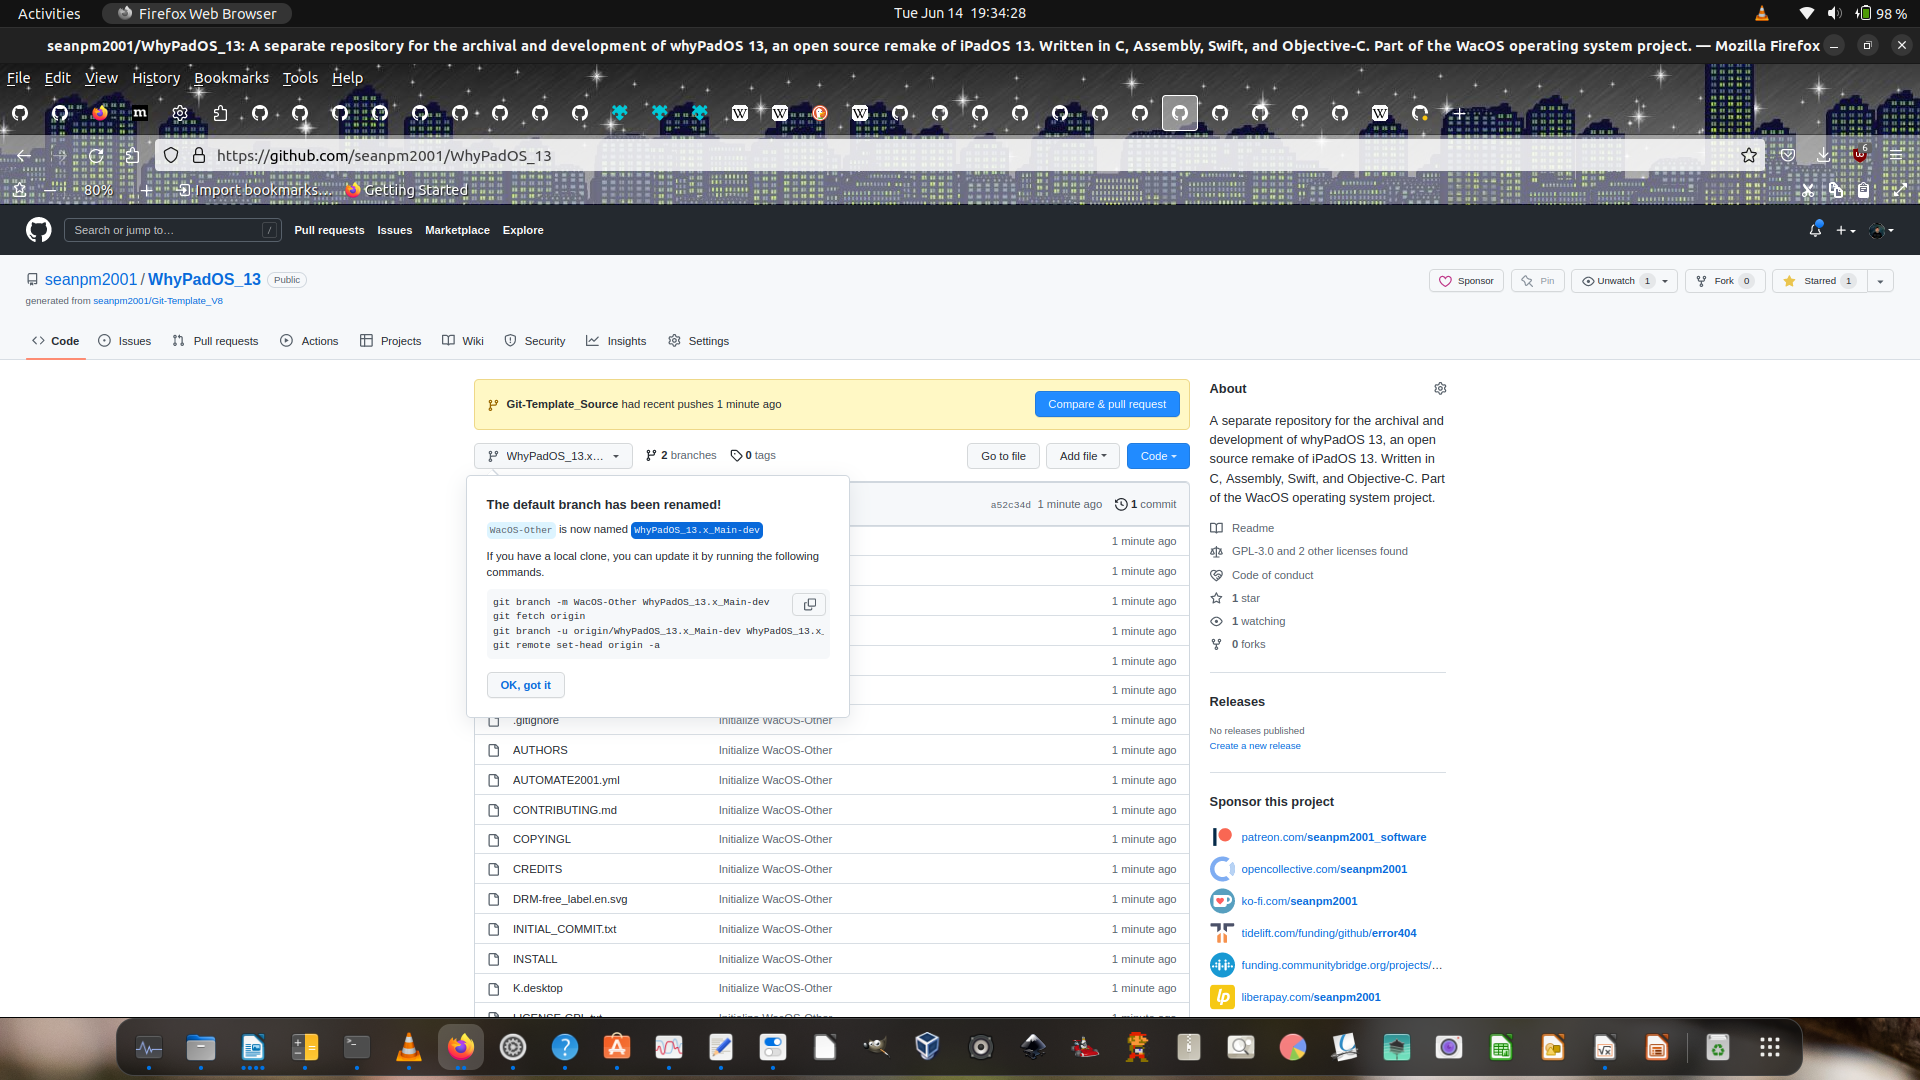 Activities
Firefox Web Browser
Tue Jun 14 19:34:28
98 %
seanpm2001/WhyPadOS_13: A separate repository for the archival and development of whyPadOS 13, an open source remake of iPadOS 13. Written in C, Assembly, Swift, and Objective-C. Part of the WacOS operating system project. — Mozilla Firefox
File Edit View History Bookmarks Tools Help
https://github.com/seanpm2001/WhyPadOS_13
6
80%
Import bookmarks...
Getting Started
Search or jump to...
/
Pull requests
Issues
Marketplace
Explore
seanpm2001 / WhyPadOS_13
Public
Sponsor
Pin
Unwatch 1
Fork 0
Starred 1
generated from seanpm2001/Git-Template_V8
Code
Issues
Pull requests
Actions
Projects
Wiki
Security
Insights
Settings
Git-Template_Source had recent pushes 1 minute ago
Compare & pull request
WhyPadOS_13.x...
2 branches
0 tags
Go to file
Add file
Code
The default branch has been renamed!
WacOS-Other is now named WhyPadOS_13.x_Main-dev
If you have a local clone, you can update it by running the following
commands.
git branch -m WacOS-Other WhyPadOS_13.x_Main-dev
git fetch origin
git branch -u origin/WhyPadOS_13.x_Main-dev WhyPadOS_13.x_
git remote set-head origin -a
OK, got it
a52c34d 1 minute ago
1 commit
1 minute ago
1 minute ago
1 minute ago
1 minute ago
1 minute ago
1 minute ago
.gitignore Initialize WacOS-Other 1 minute ago
AUTHORS Initialize WacOS-Other 1 minute ago
AUTOMATE2001.yml Initialize WacOS-Other 1 minute ago
CONTRIBUTING.md Initialize WacOS-Other 1 minute ago
COPYINGL Initialize WacOS-Other 1 minute ago
CREDITS Initialize WacOS-Other 1 minute ago
DRM-free_label.en.svg Initialize WacOS-Other 1 minute ago
INITIAL_COMMIT.txt Initialize WacOS-Other 1 minute ago
INSTALL Initialize WacOS-Other 1 minute ago
K.desktop Initialize WacOS-Other 1 minute ago
About
A separate repository for the archival and
development of whyPadOS 13, an open
source remake of iPadOS 13. Written in
C, Assembly, Swift, and Objective-C. Part
of the WacOS operating system project.
Readme
GPL-3.0 and 2 other licenses found
Code of conduct
1 star
1 watching
0 forks
Releases
No releases published
Create a new release
Sponsor this project
patreon.com/seanpm2001_software
opencollective.com/seanpm2001
ko-fi.com/seanpm2001
tidelift.com/funding/github/error404
funding.communitybridge.org/projects/...
liberapay.com/seanpm2001